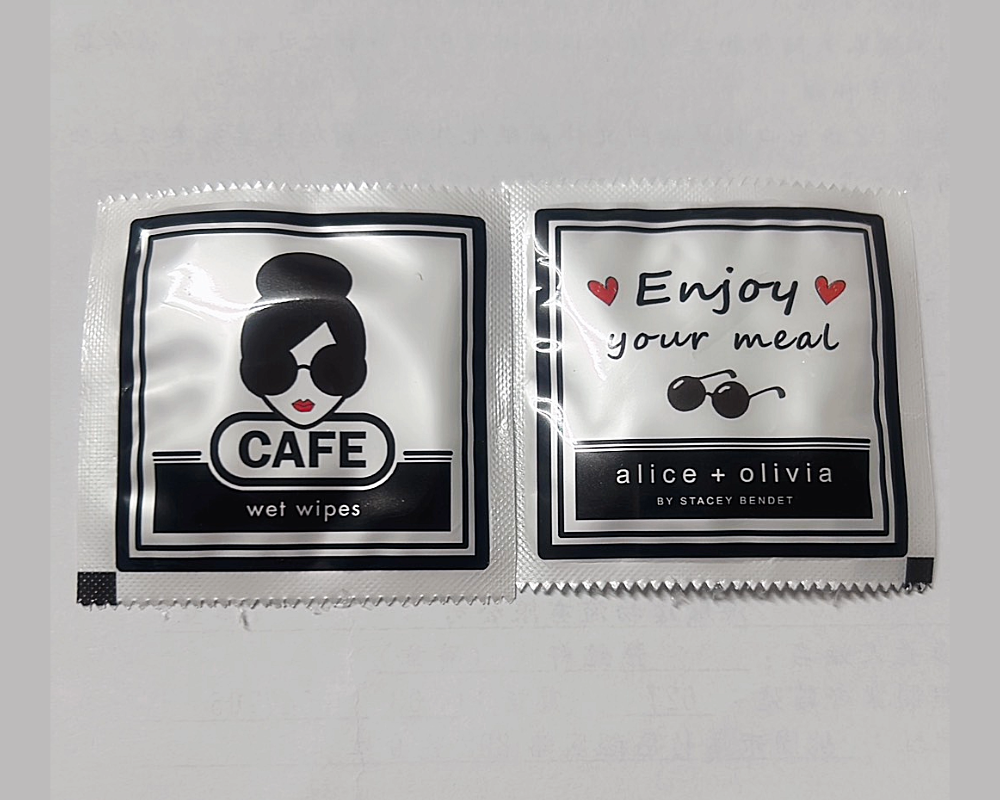 CAFE
wet wipes
Enjoy
your meal
alice + olivia
BY STACEY BENDET